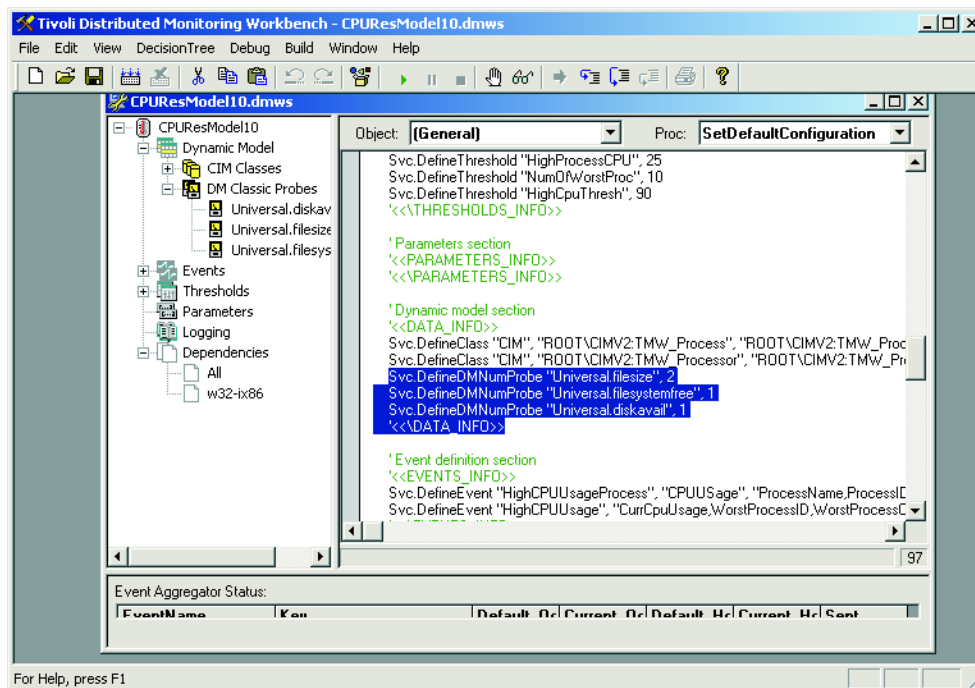 Tivoli Distributed Monitoring Workbench - CPUResModel10.dmws
File Edit View DecisionTree Debug Build Window Help
CPUResModel10.dmws
CPUResModel10
Dynamic Model
CIM Classes
DM Classic Probes
Universal.diskav
Universal.filesize
Universal.filesys
Events
Thresholds
Parameters
Logging
Dependencies
All
w32-ix86
Object: (General) Proc: SetDefaultConfiguration
Svc.DefineThreshold "HighProcessCPU", 25
Svc.DefineThreshold "NumOfWorstProc", 10
Svc.DefineThreshold "HighCpuThresh", 90
'<<\THRESHOLDS_INFO>>
' Parameters section
'<<PARAMETERS_INFO>>
'<<\PARAMETERS_INFO>>
' Dynamic model section
'<<DATA_INFO>>
Svc.DefineClass "CIM", "ROOT\CIMV2:TMW_Process", "ROOT\CIMV2:TMW_Proc
Svc.DefineClass "CIM", "ROOT\CIMV2:TMW_Processor", "ROOT\CIMV2:TMW_Pr
Svc.DefineDMNumProbe "Universal.filesize", 2
Svc.DefineDMNumProbe "Universal.filesystemfree", 1
Svc.DefineDMNumProbe "Universal.diskavail", 1
'<<\DATA_INFO>>
' Event definition section
'<<EVENTS_INFO>>
Svc.DefineEvent "HighCPUUsageProcess", "CPUUSage", "ProcessName,ProcessID
Svc.DefineEvent "HighCPUUsage", "CurrCpuUsage,WorstProcessID,WorstProcessC
97
Event Aggregator Status:
EventName Key Default_Oc Current_Oc Default_Ho Current_Ho Sent
For Help, press F1